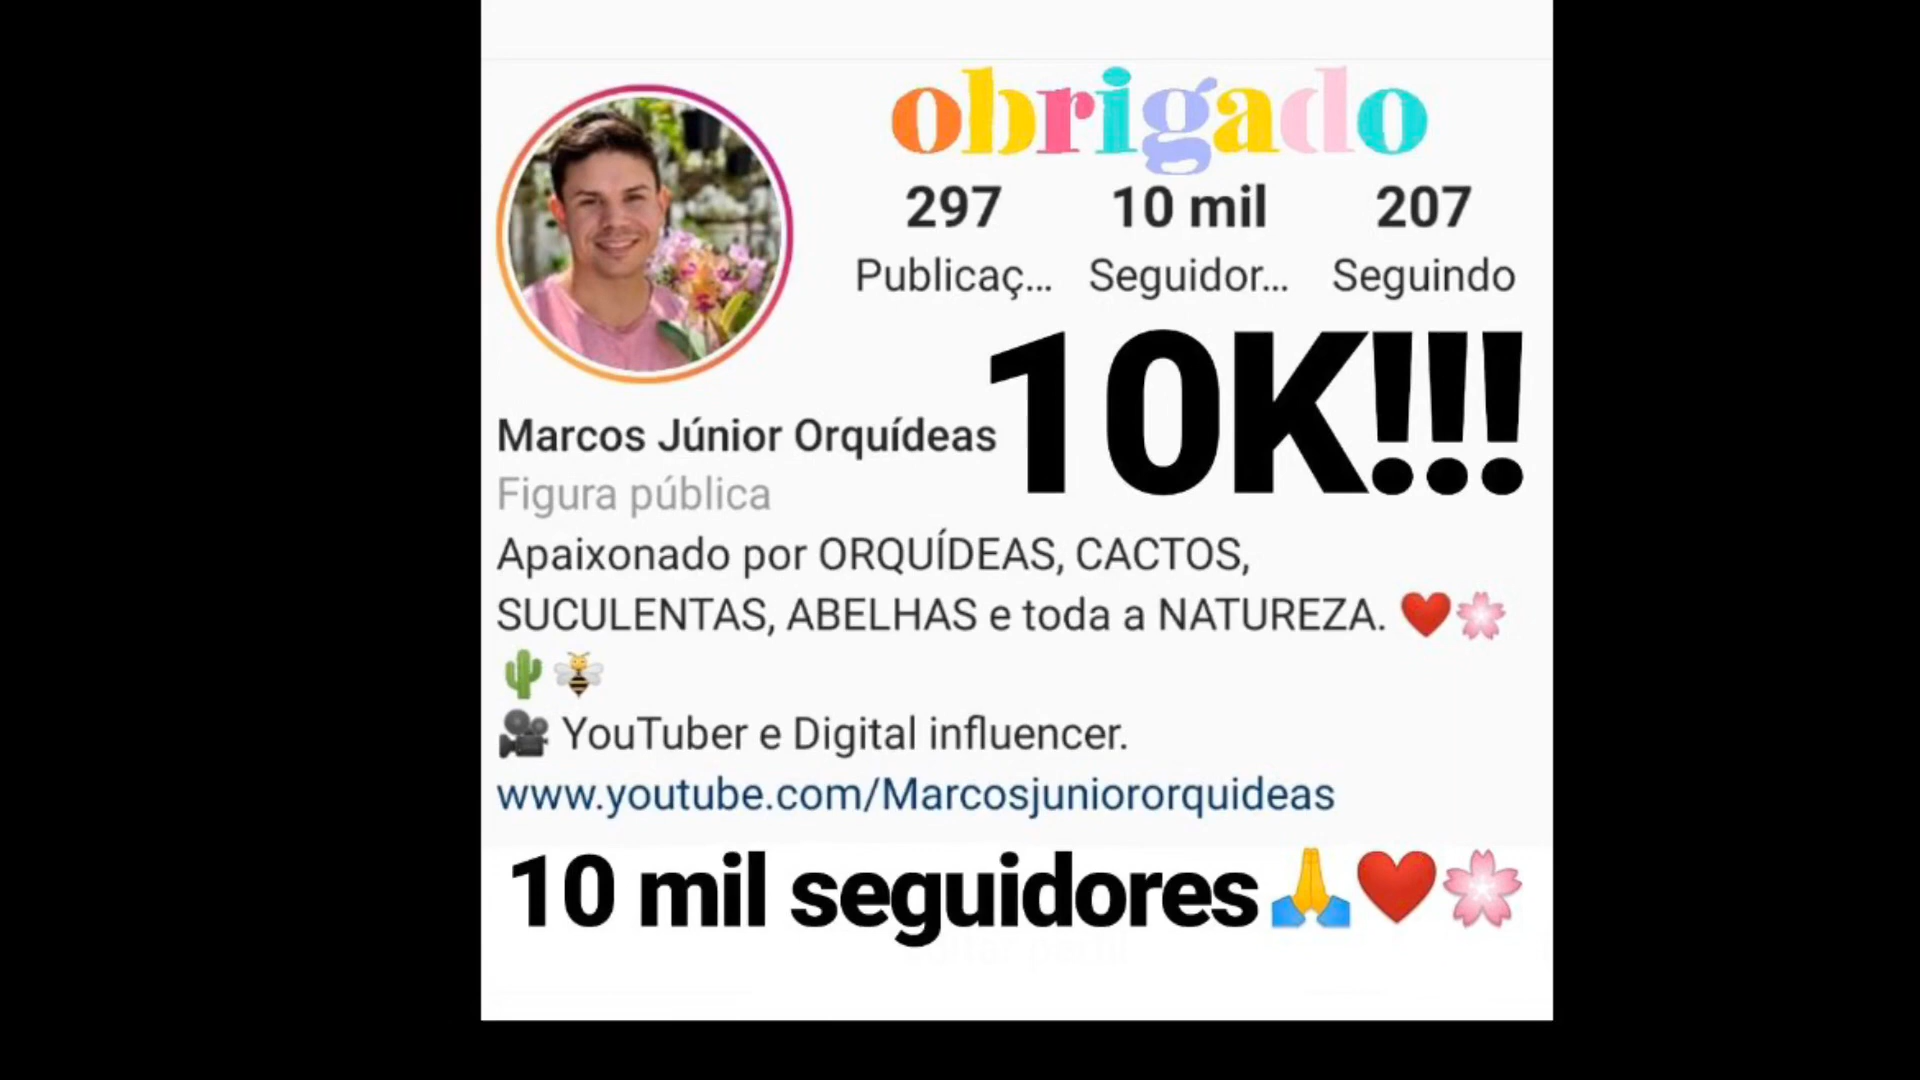 obrigado
297 10 mil 207
Publicaç... Seguidor... Seguindo
10K!!!
Marcos Júnior Orquídeas
Figura pública
Apaixonado por ORQUÍDEAS, CACTOS,
SUCULENTAS, ABELHAS e toda a NATUREZA. ❤️🌸
🌵🐝
🎥 YouTuber e Digital influencer.
www.youtube.com/Marcosjuniororquideas
10 mil seguidores🙏❤️🌸